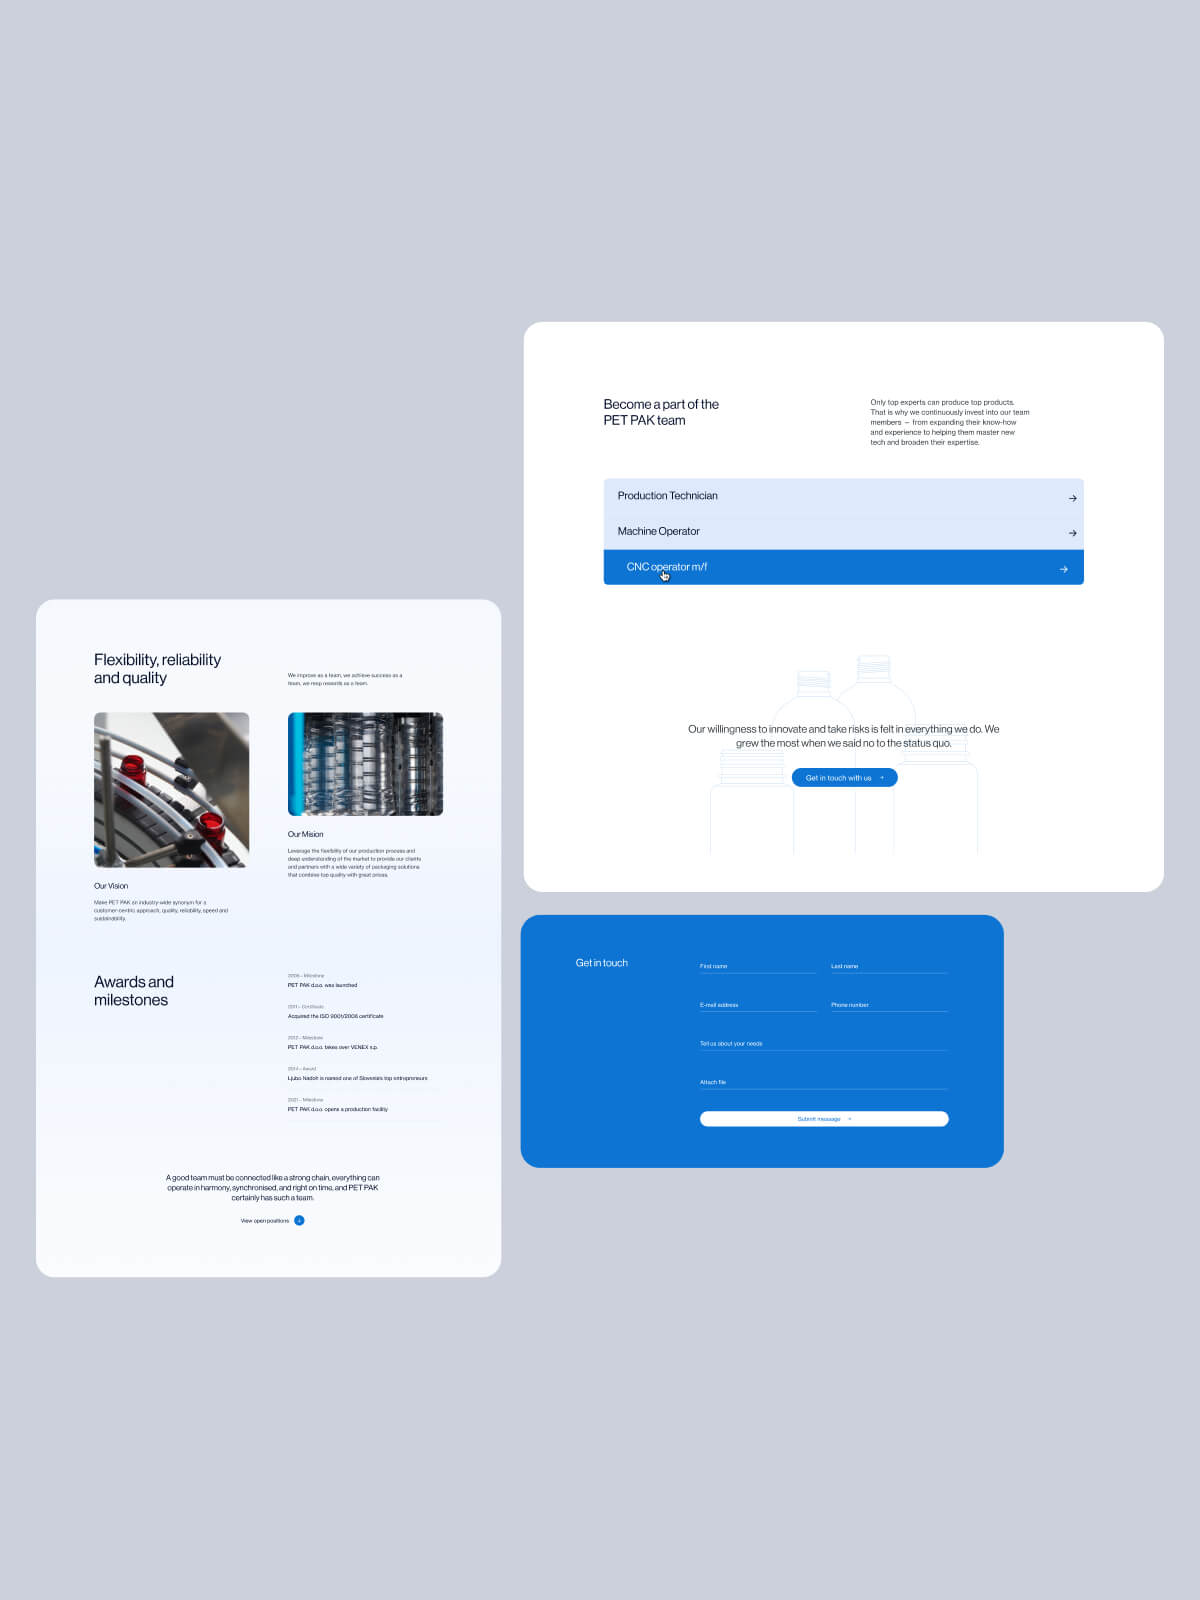 Become a part of the
PET PAK team
Only top experts can produce top products.
That is why we continuously invest into our team
members – from expanding their know-how
and experience to helping them master new
tech and broaden their expertise.
Production Technician
Machine Operator
CNC operator m/f
Our willingness to innovate and take risks is felt in everything we do. We
grew the most when we said no to the status quo.
Get in touch with us
Flexibility, reliability
and quality
We improve as a team, we achieve success as a
team, we reap rewards as a team.
Our Mision
Leverage the flexibility of our production process and
deep understanding of the market to provide our clients
and partners with a wide variety of packaging solutions
that combine top quality with great prices.
Our Vision
Make PET PAK an industry-wide synonym for a
customer-centric approach, quality, reliability, speed and
sustainability.
Awards and
milestones
Milestone
PET PAK d.o.o. was launched
2011 – Certificate
Acquired the ISO 9001/2008 certificate
2012 – Milestone
PET PAK d.o.o. takes over VENEX s.p.
2014 – Award
Ljubo Nadoh is named one of Slovenia's top entrepreneurs
2021 – Milestone
PET PAK d.o.o. opens a production facility
A good team must be connected like a strong chain, everything can
operate in harmony, synchronised, and right on time, and PET PAK
certainly has such a team.
View open positions
Get in touch
First name
Last name
E-mail address
Phone number
Tell us about your needs
Attach file
Submit message